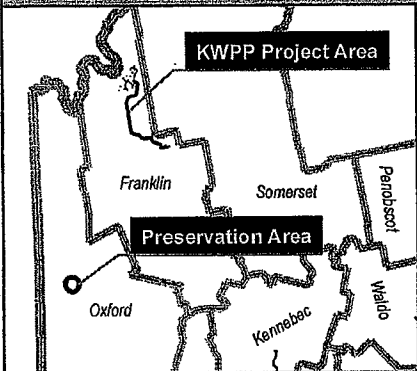 KWPP Project Area
Franklin
Somerset
Penobscot
Preservation Area
Oxford
Kennebec
Waldo